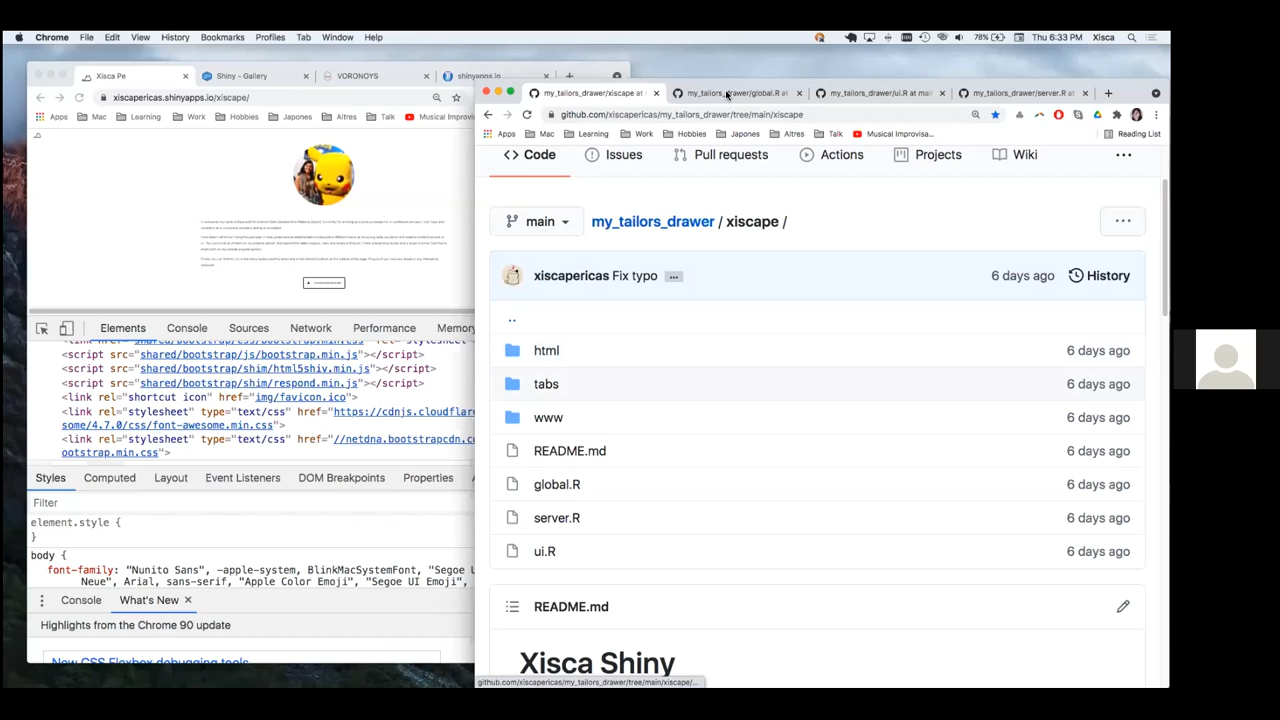 Chrome File Edit View History Bookmarks Profiles Tab Window Help 78% Thu 6:33 PM Xisca
Xisca Pe Shiny - Gallery VORONOYS shinyapps.io
xiscapericas.shinyapps.io/xiscape/
Apps Mac Learning Work Hobbies Japones Altres Talk Musical
Elements Console Sources Network Performance Memory
<script src="shared/bootstrap/js/bootstrap.min.js"></script>
<script src="shared/bootstrap/shim/html5shiv.min.js"></script>
<script src="shared/bootstrap/shim/respond.min.js"></script>
<link rel="shortcut icon" href="img/favicon.ico">
<link rel="stylesheet" type="text/css" href="https://cdnjs.cloudflar
some/4.7.0/css/font-awesome.min.css">
<link rel="stylesheet" type="text/css" href="//netdna.bootstrapcdn.c
ootstrap.min.css">
Styles Computed Layout Event Listeners DOM Breakpoints Properties
Filter
element.style {
}
body {
font-family: "Nunito Sans", -apple-system, BlinkMacSystemFont, "Segoe U
Neue", Arial, sans-serif, "Apple Color Emoji", "Segoe UI Emoji",
Console What's New
Highlights from the Chrome 90 update
New CSS Flexbox debugging tools
my_tailors_drawer/xiscape at my_tailors_drawer/global.R at my_tailors_drawer/ui.R at mai my_tailors_drawer/server.R at
github.com/xiscapericas/my_tailors_drawer/tree/main/xiscape
Apps Mac Learning Work Hobbies Japones Altres Talk Musical Improvisa... Reading List
<> Code Issues Pull requests Actions Projects Wiki ...
main my_tailors_drawer / xiscape / ...
xiscapericas Fix typo ... 6 days ago History
..
html 6 days ago
tabs 6 days ago
www 6 days ago
README.md 6 days ago
global.R 6 days ago
server.R 6 days ago
ui.R 6 days ago
README.md
Xisca Shiny
github.com/xiscapericas/my_tailors_drawer/tree/main/xiscape/...